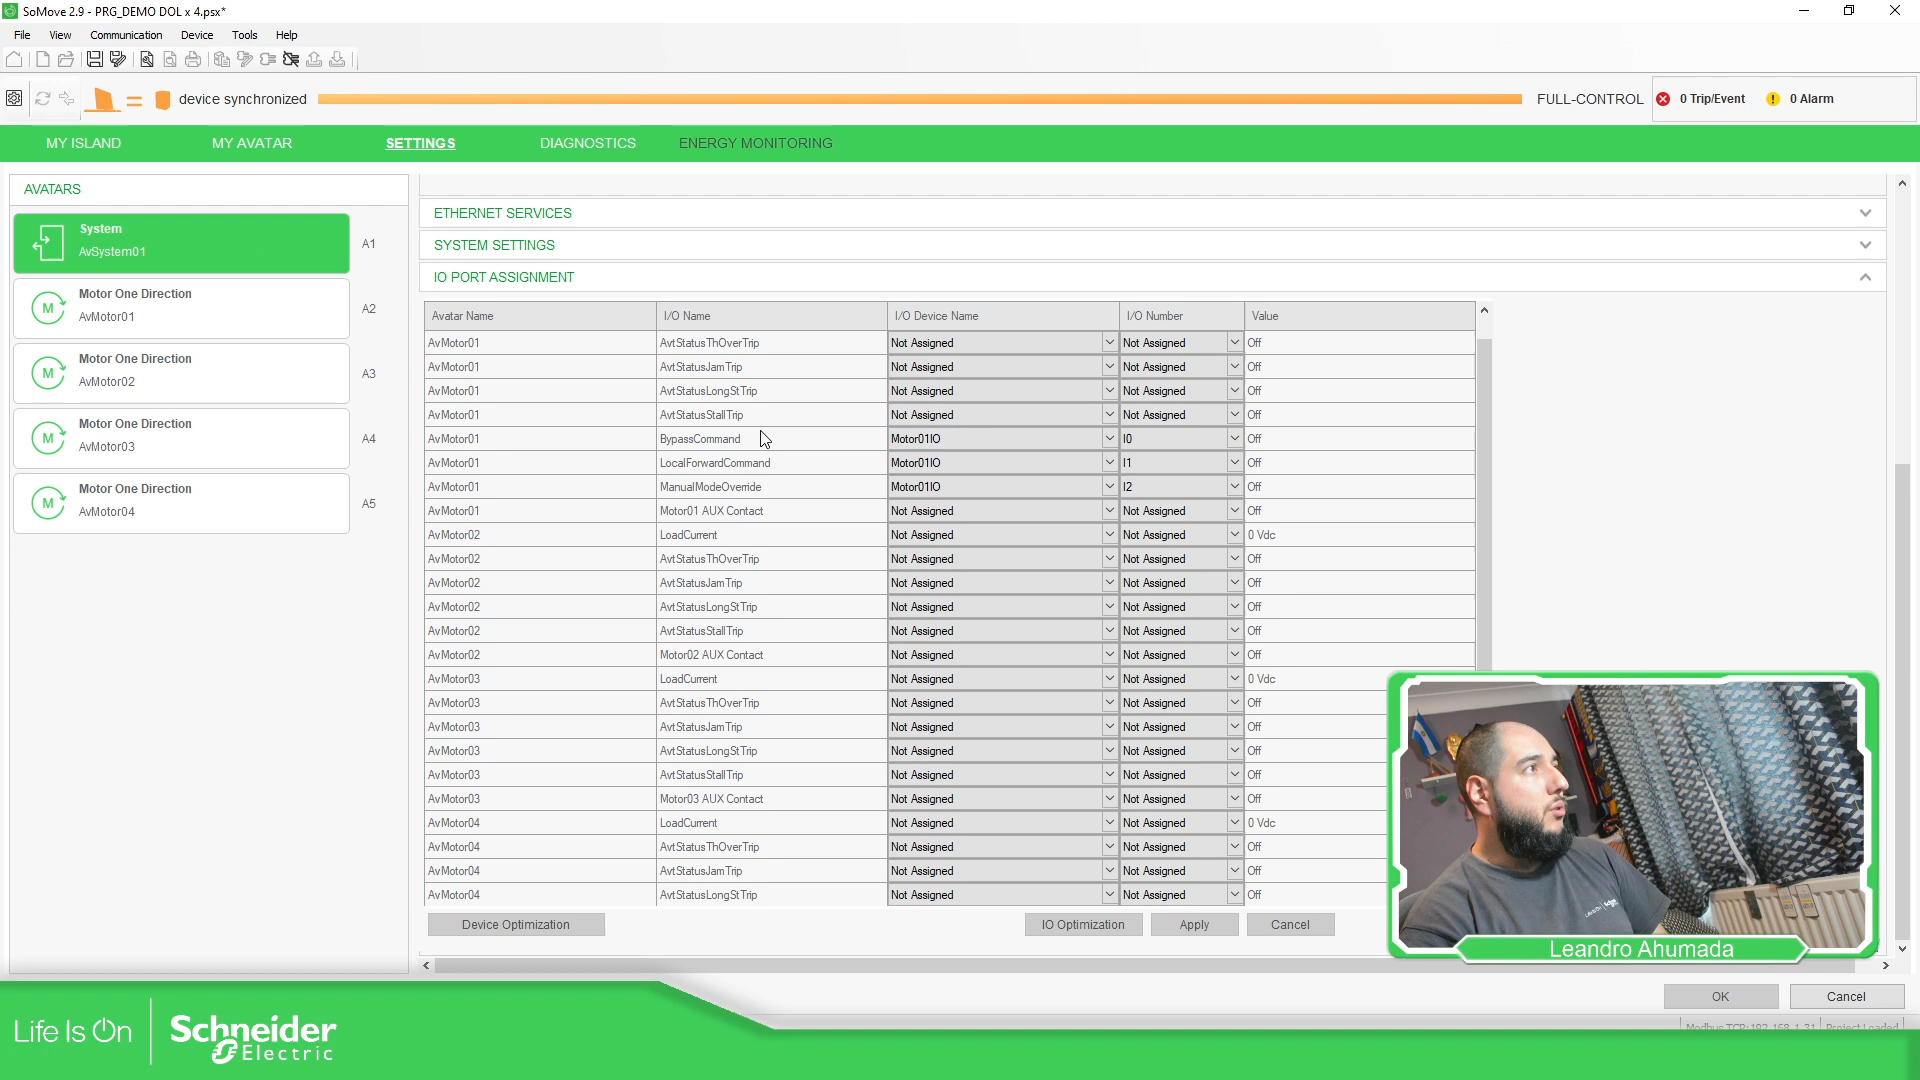 SoMove 2.9 - PRG_DEMO DOL x 4.psx*
File View Communication Device Tools Help
device synchronized FULL-CONTROL 0 Trip/Event 0 Alarm
MY ISLAND MY AVATAR SETTINGS DIAGNOSTICS ENERGY MONITORING
AVATARS
System
AvSystem01
A1
Motor One Direction
AvMotor01
A2
Motor One Direction
AvMotor02
A3
Motor One Direction
AvMotor03
A4
Motor One Direction
AvMotor04
A5
ETHERNET SERVICES
SYSTEM SETTINGS
IO PORT ASSIGNMENT
Avatar Name I/O Name I/O Device Name I/O Number Value
AvMotor01 AvtStatusThOverTrip Not Assigned Not Assigned Off
AvMotor01 AvtStatusJamTrip Not Assigned Not Assigned Off
AvMotor01 AvtStatusLongStTrip Not Assigned Not Assigned Off
AvMotor01 AvtStatusStallTrip Not Assigned Not Assigned Off
AvMotor01 BypassCommand Motor01IO I0 Off
AvMotor01 LocalForwardCommand Motor01IO I1 Off
AvMotor01 ManualModeOverride Motor01IO I2 Off
AvMotor01 Motor01 AUX Contact Not Assigned Not Assigned Off
AvMotor02 LoadCurrent Not Assigned Not Assigned 0 Vdc
AvMotor02 AvtStatusThOverTrip Not Assigned Not Assigned Off
AvMotor02 AvtStatusJamTrip Not Assigned Not Assigned Off
AvMotor02 AvtStatusLongStTrip Not Assigned Not Assigned Off
AvMotor02 AvtStatusStallTrip Not Assigned Not Assigned Off
AvMotor02 Motor02 AUX Contact Not Assigned Not Assigned Off
AvMotor03 LoadCurrent Not Assigned Not Assigned 0 Vdc
AvMotor03 AvtStatusThOverTrip Not Assigned Not Assigned Off
AvMotor03 AvtStatusJamTrip Not Assigned Not Assigned Off
AvMotor03 AvtStatusLongStTrip Not Assigned Not Assigned Off
AvMotor03 AvtStatusStallTrip Not Assigned Not Assigned Off
AvMotor03 Motor03 AUX Contact Not Assigned Not Assigned Off
AvMotor04 LoadCurrent Not Assigned Not Assigned 0 Vdc
AvMotor04 AvtStatusThOverTrip Not Assigned Not Assigned Off
AvMotor04 AvtStatusJamTrip Not Assigned Not Assigned Off
AvMotor04 AvtStatusLongStTrip Not Assigned Not Assigned Off
Device Optimization IO Optimization Apply Cancel
Leandro Ahumada
OK Cancel
Modbus TCP: 192.168.1.31 Project Loaded
Life Is On Schneider
Electric